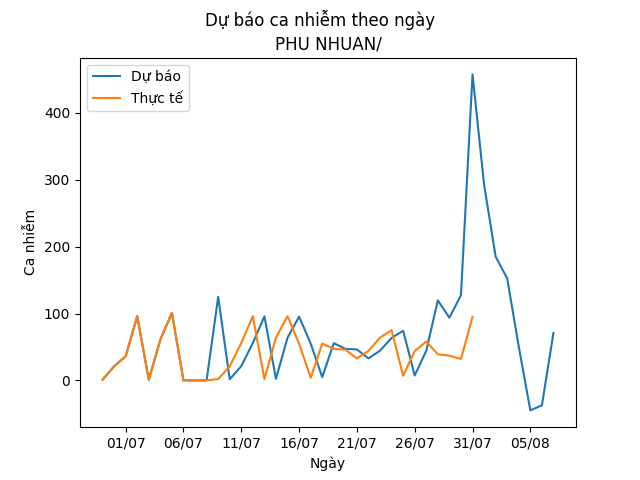 Dự báo ca nhiễm theo ngày
PHU NHUAN/
Dự báo
Thực tế
Ca nhiễm
400
300
200
100
0
01/07 06/07 11/07 16/07 21/07 26/07 31/07 05/08
Ngày